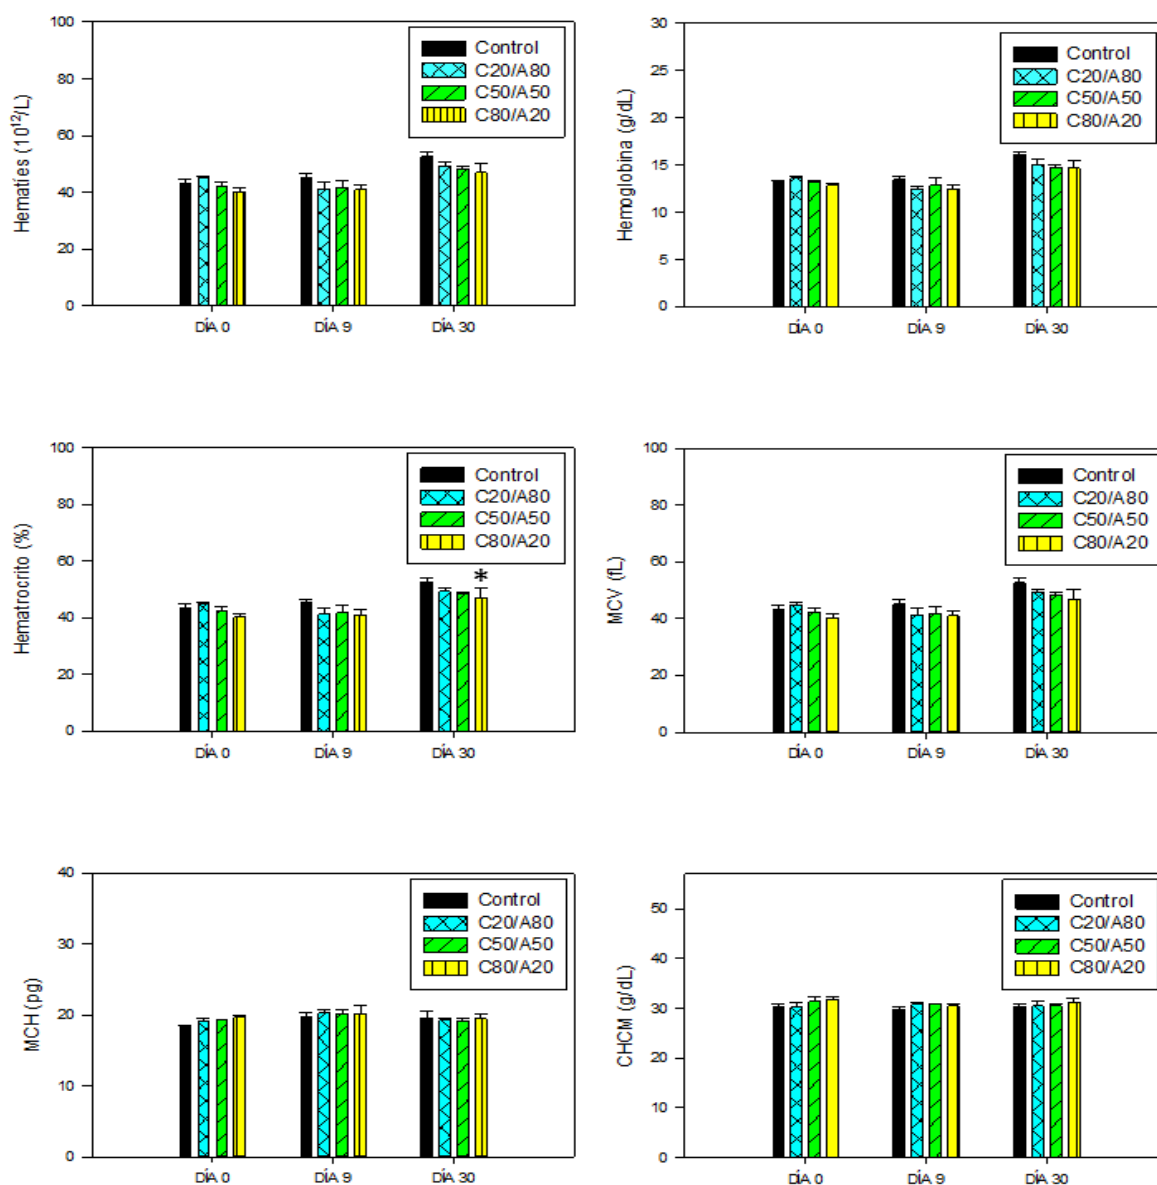 100
80
60
40
20
0
Hematíes (10¹²/L)
Control
C20/A80
C50/A50
C80/A20
DÍA 0
DÍA 9
DÍA 30
30
25
20
15
10
5
0
Hemoglobina (g/dL)
Control
C20/A80
C50/A50
C80/A20
DÍA 0
DÍA 9
DÍA 30
100
80
60
40
20
0
Hematrocrito (%)
Control
C20/A80
C50/A50
C80/A20
*
DÍA 0
DÍA 9
DÍA 30
100
80
60
40
20
0
MCV (fL)
Control
C20/A80
C50/A50
C80/A20
DÍA 0
DÍA 9
DÍA 30
40
30
20
10
0
MCH (pg)
Control
C20/A80
C50/A50
C80/A20
DÍA 0
DÍA 9
DÍA 30
50
40
30
20
10
0
CHCM (g/dL)
Control
C20/A80
C50/A50
C80/A20
DÍA 0
DÍA 9
DÍA 30